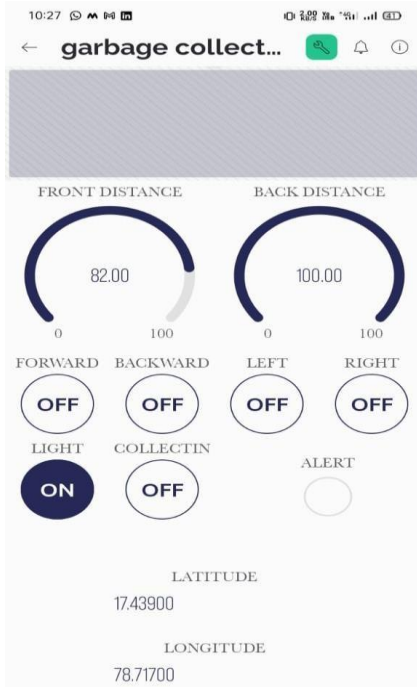 10:27
garbage collect...
FRONT DISTANCE BACK DISTANCE
82.00 100.00
0 100 0 100
FORWARD BACKWARD LEFT RIGHT
OFF OFF OFF OFF
LIGHT COLLECTIN ALERT
ON OFF
LATITUDE
17.43900
LONGITUDE
78.71700